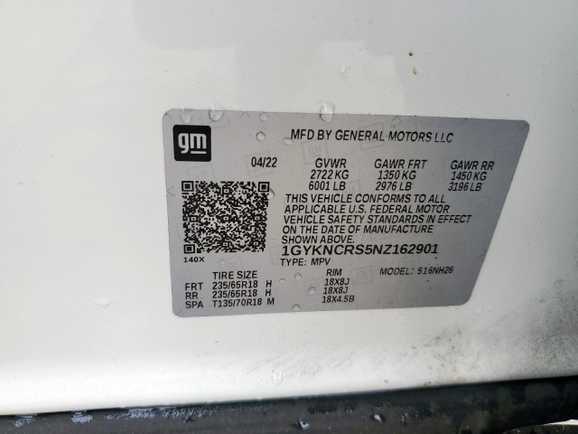 gm
MFD BY GENERAL MOTORS LLC
04/22 GVWR GAWR FRT GAWR RR
2722 KG 1350 KG 1450 KG
6001 LB 2976 LB 3196 LB
THIS VEHICLE CONFORMS TO ALL
APPLICABLE U.S. FEDERAL MOTOR
VEHICLE SAFETY STANDARDS IN EFFECT
ON THE DATE OF MANUFACTURE
SHOWN ABOVE.
140X
1GYKNCRS5NZ162901
TYPE: MPV MODEL: 516NH26
TIRE SIZE RIM
FRT 235/65R18 H 18X8J
RR 235/65R18 H 18X8J
SPA T135/70R18 M 18X4.5B